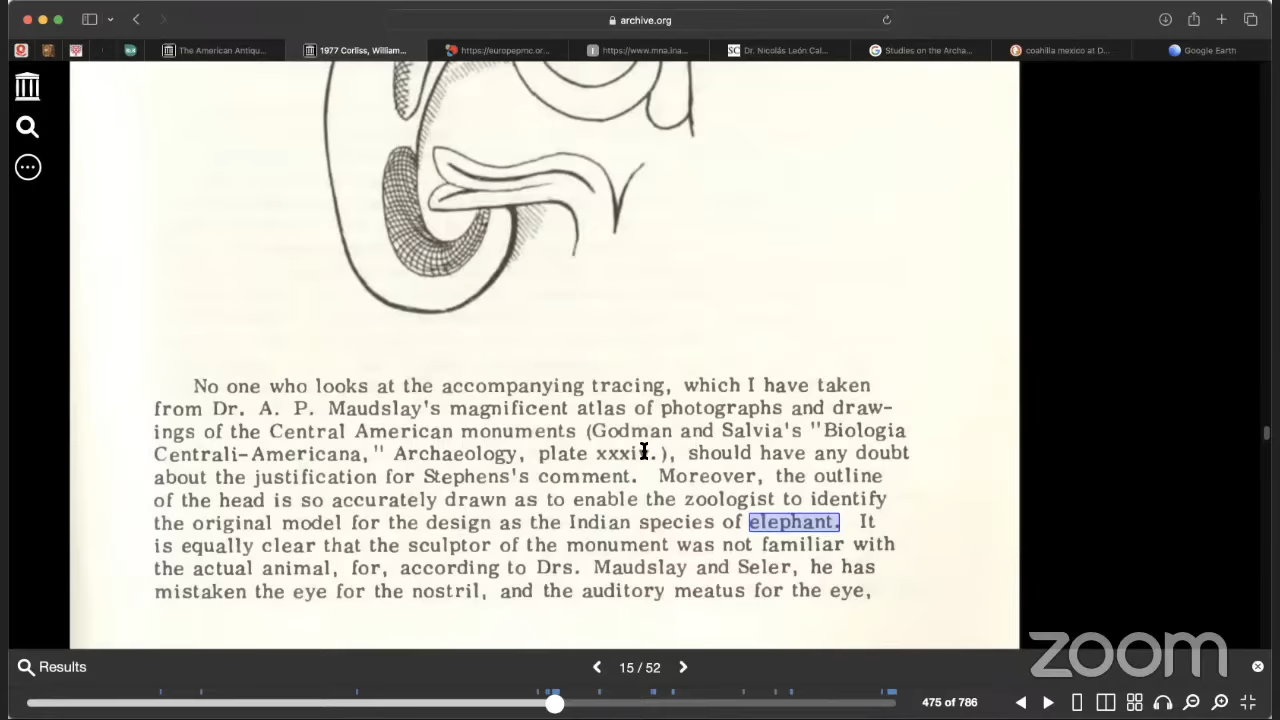 archive.org
The American Antiqu...
1977 Corliss, William...
https://europepmc.or...
https://www.mna.ina...
SC Dr. Nicolás León Cal...
G Studies on the Archa...
coahilla mexico at D...
Google Earth
No one who looks at the accompanying tracing, which I have taken
from Dr. A. P. Maudslay's magnificent atlas of photographs and draw-
ings of the Central American monuments (Godman and Salvia's "Biologia
Centrali-Americana," Archaeology, plate ), should have any doubt
about the justification for Stephens's comment. Moreover, the outline
of the head is so accurately drawn as to enable the zoologist to identify
the original model for the design as the Indian species of elephant. It
is equally clear that the sculptor of the monument was not familiar with
the actual animal, for, according to Drs. Maudslay and Seler, he has
mistaken the eye for the nostril, and the auditory meatus for the eye,
zoom
Results
15 / 52
475 of 786